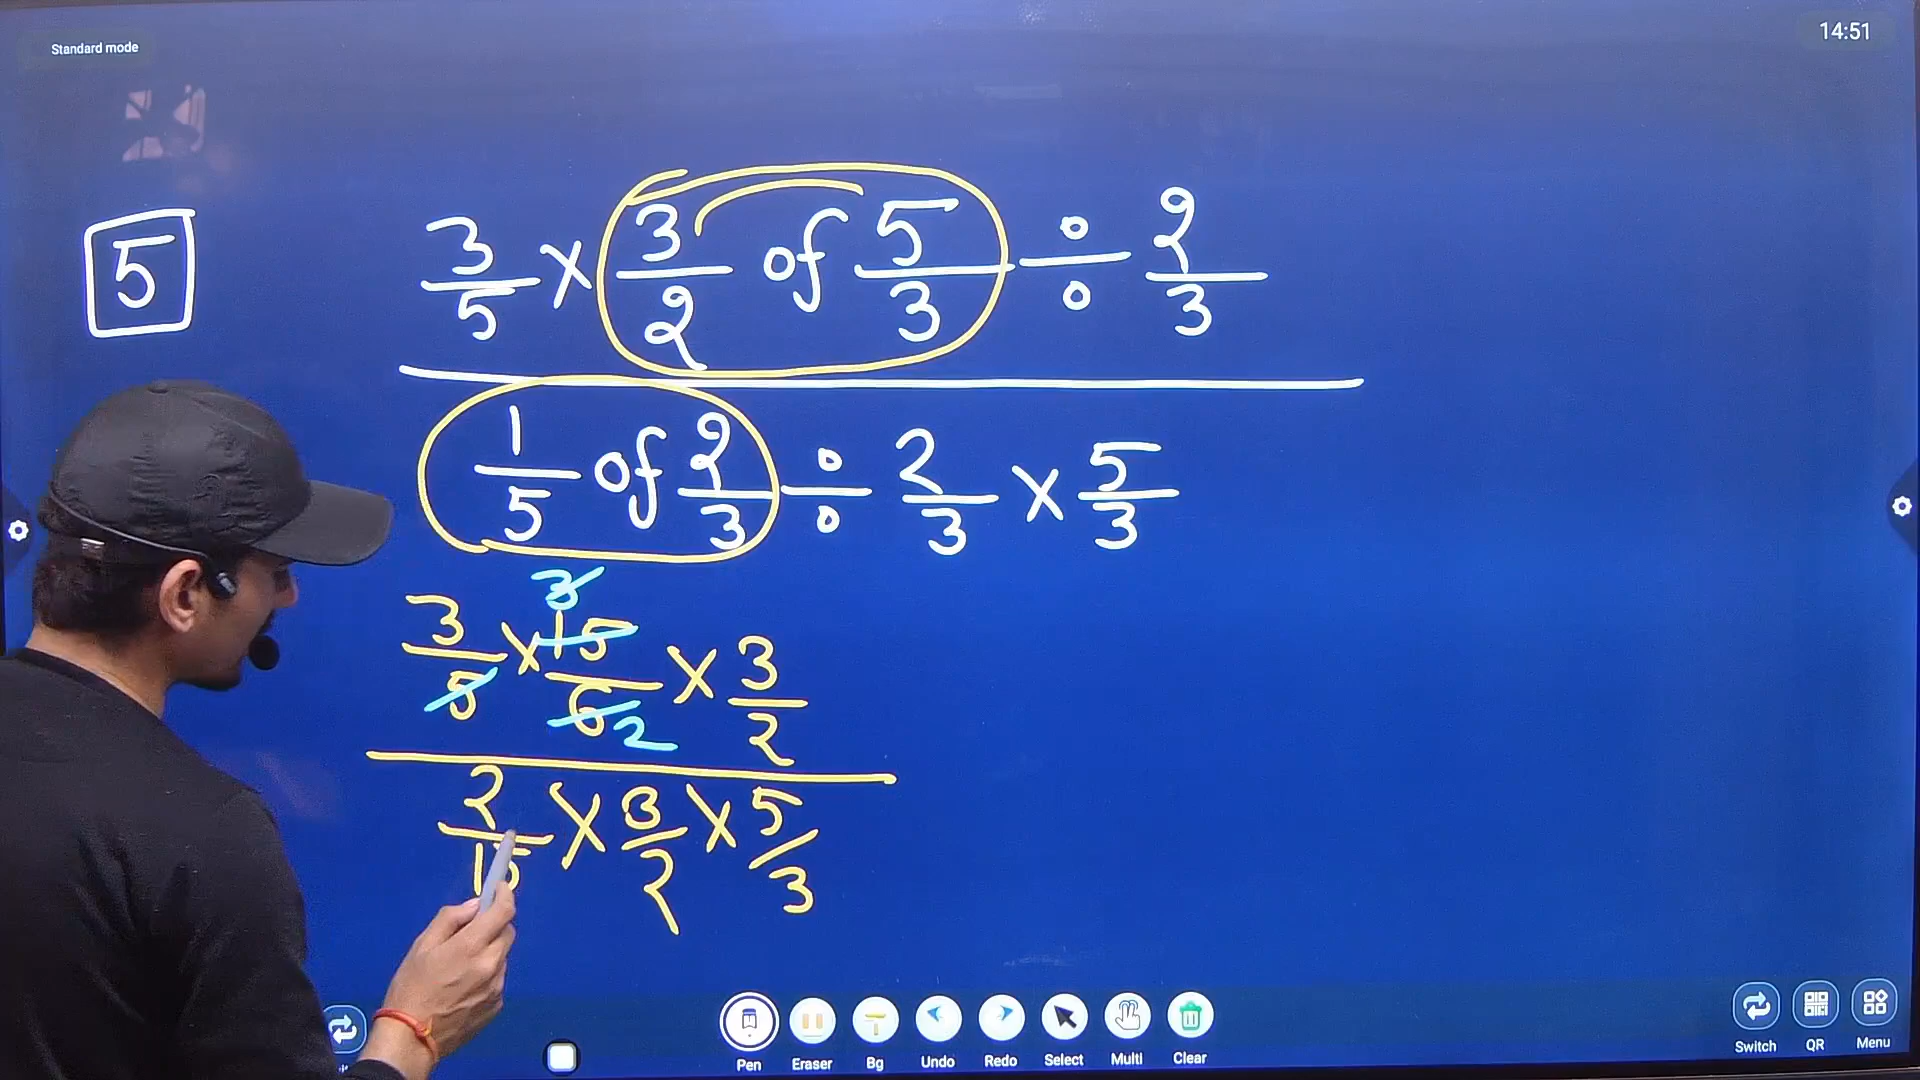 Standard mode
14:51
5
3/5 × 3/2 of 5/3 ÷ 2/3
1/5 of 2/3 ÷ 2/3 × 5/3
3
3/5 × 15/6 × 3/2
2
2/15 × 3/2 × 5/3
Pen Eraser Bg Undo Redo Select Multi Clear Switch QR Menu